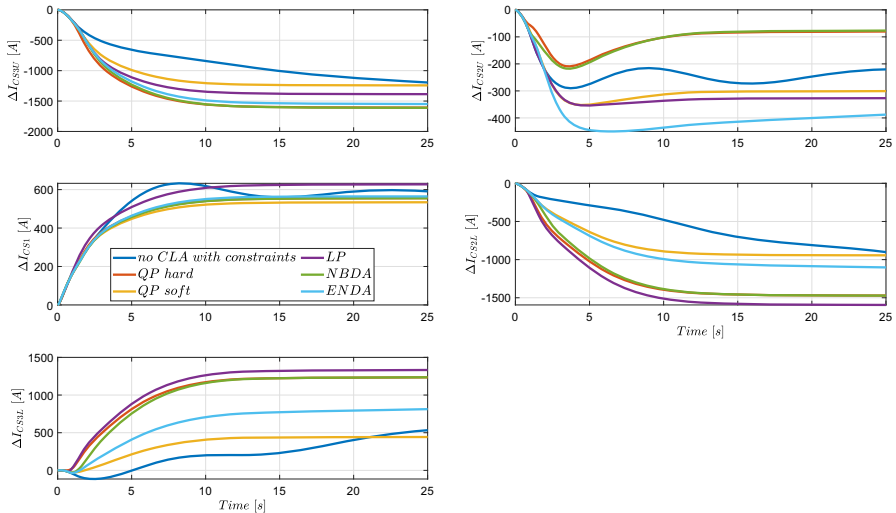 ΔI_CS3U [A]
0
-500
-1000
-1500
-2000
0 5 10 15 20 25
ΔI_CS2U [A]
0
-100
-200
-300
-400
0 5 10 15 20 25
ΔI_CS1 [A]
600
400
200
0
0 5 10 15 20 25
no CLA with constraints
QP hard
QP soft
LP
NBDA
ENDA
ΔI_CS2L [A]
0
-500
-1000
-1500
0 5 10 15 20 25
Time [s]
ΔI_CS3L [A]
1500
1000
500
0
0 5 10 15 20 25
Time [s]